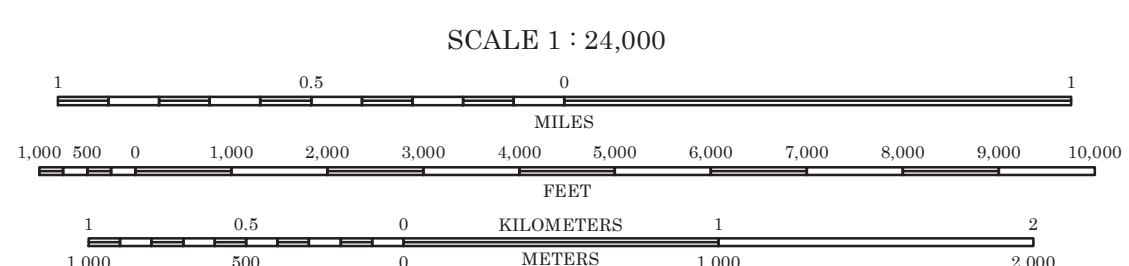 SCALE 1 : 24,000
1 0.5 0 1
MILES
1,000 500 0 1,000 2,000 3,000 4,000 5,000 6,000 7,000 8,000 9,000 10,000
FEET
1 0.5 0 KILOMETERS 1 2
1,000 500 0 METERS 1,000 2,000